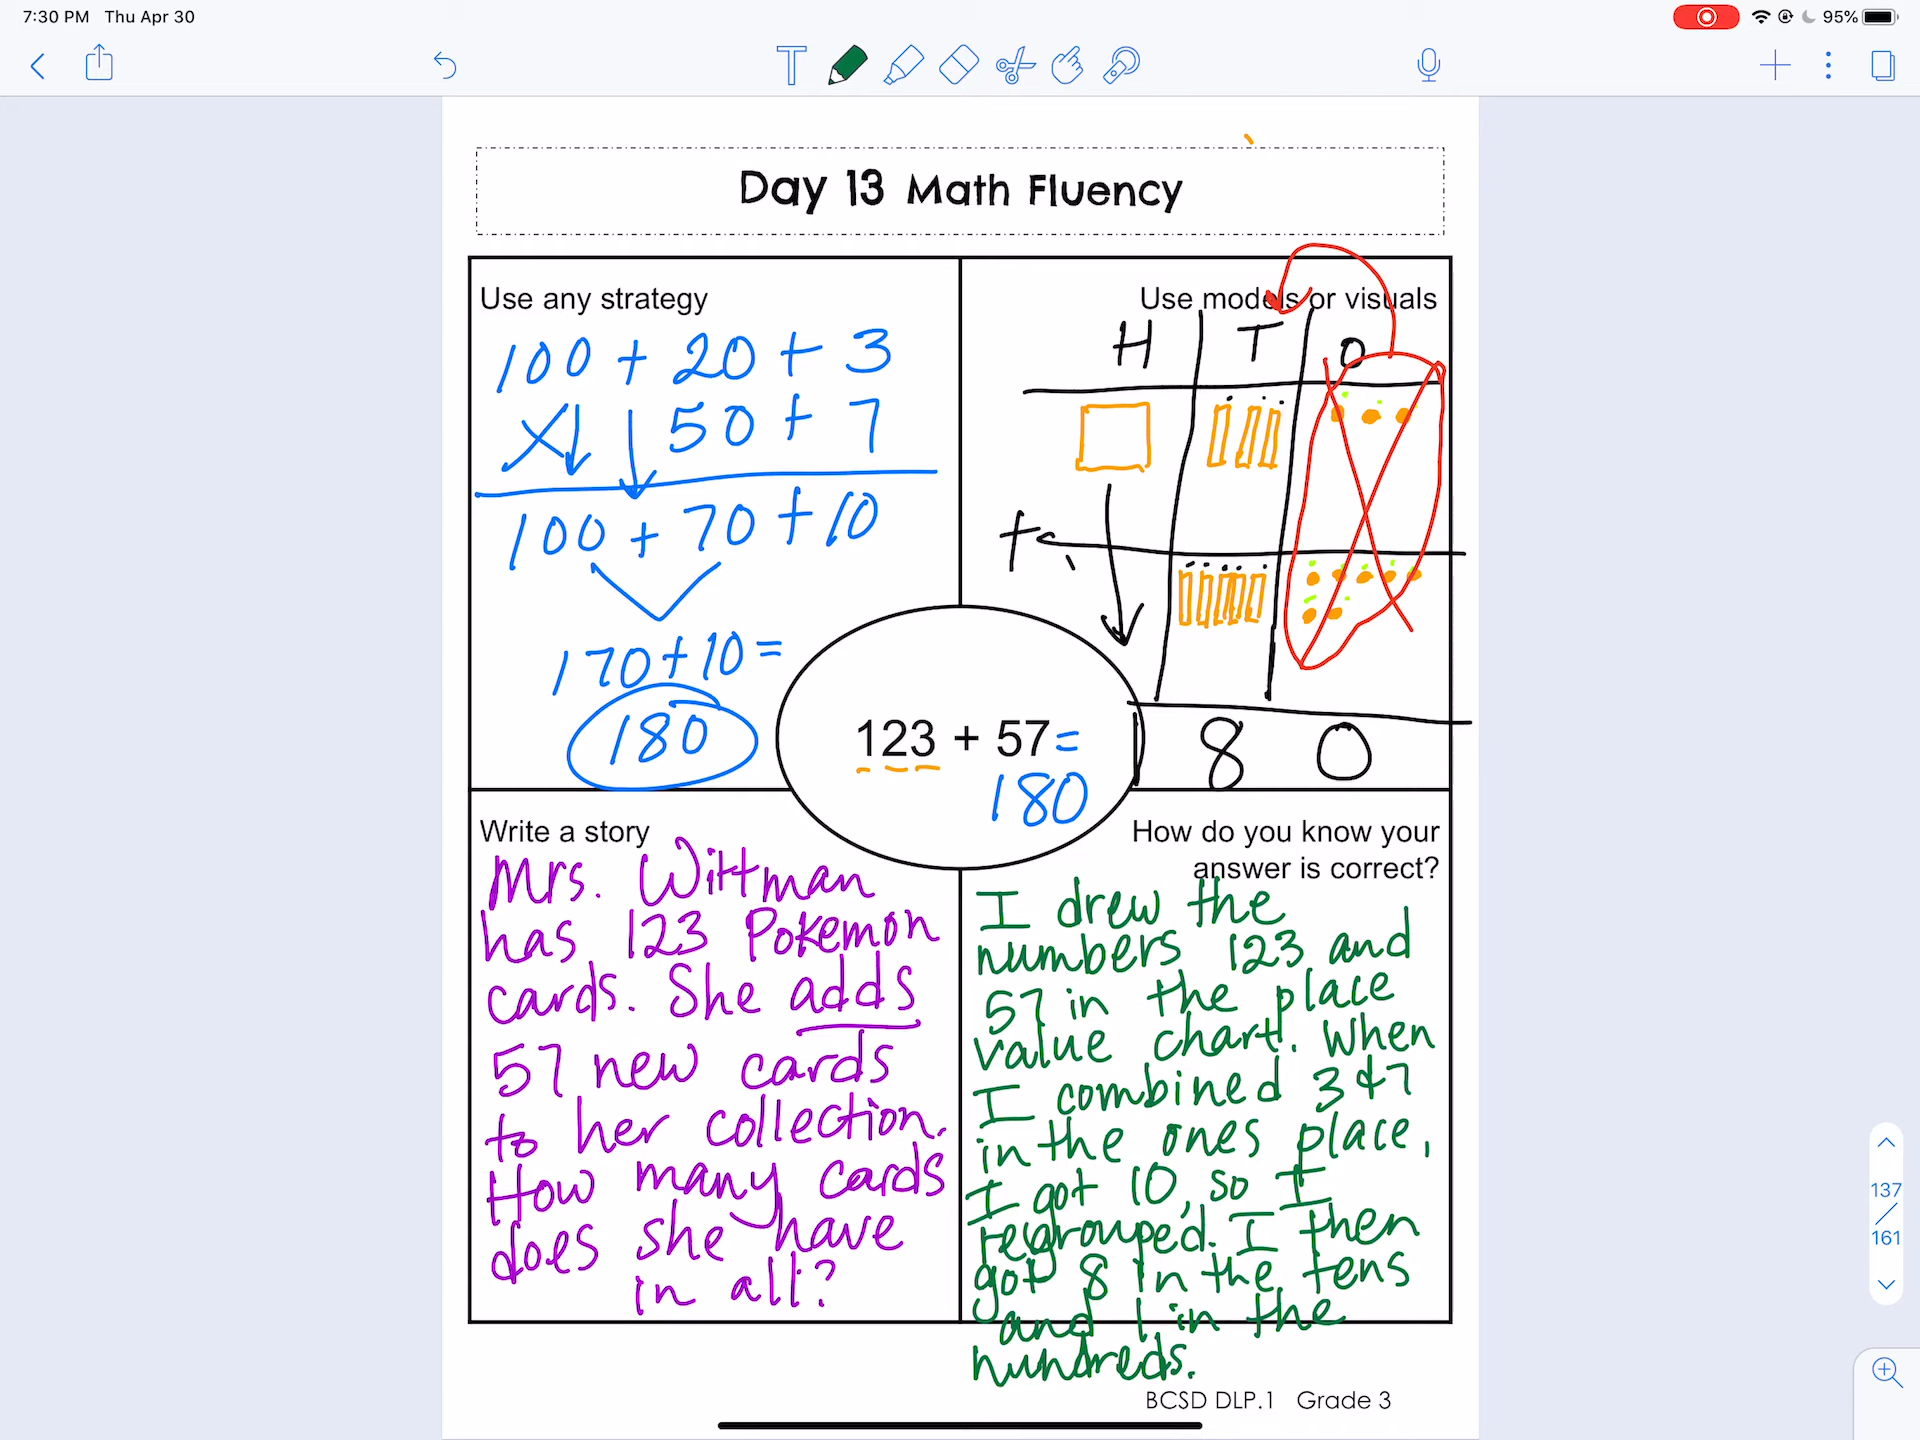 7:30 PM Thu Apr 30
95%
Day 13 Math Fluency
Use any strategy
100 + 20 + 3
50 + 7
100 + 70 + 10
170 + 10 =
180
Use models or visuals
H T O
+
1 8 0
123 + 57 =
180
Write a story
Mrs. Wittman
has 123 Pokemon
cards. She adds
57 new cards
to her collection.
How many cards
does she have
in all?
How do you know your
answer is correct?
I drew the
numbers 123 and
57 in the place
value chart. When
I combined 3 & 7
in the ones place,
I got 10, so I
regrouped. I then
got 8 in the tens
and 1 in the
hundreds.
BCSD DLP.1 Grade 3
137
/
161